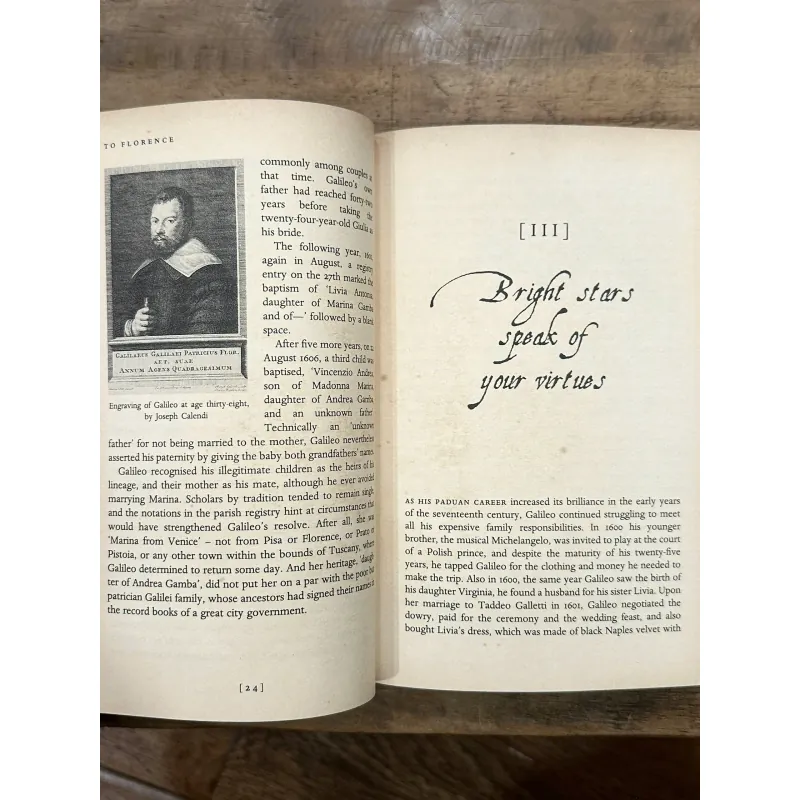 TO FLORENCE
GALILAEUS GALILAEI PATRICIUS FLOR.
AET. SUAE
ANNUM AGENS QUADRAGESIMUM
Engraving of Galileo at age thirty-eight,
by Joseph Calendi
commonly among couples at
that time. Galileo's own
father had reached forty-two
years before taking the
twenty-four-year-old Giulia as
his bride.
The following year,
again in August, a registry
entry on the 27th marked the
baptism of 'Livia Antonia,
daughter of Marina Gamba
and of—' followed by a blank
space.
After five more years, on
August 1606, a third child was
baptised, 'Vincenzio Andrea,
son of Madonna Marina,
daughter of Andrea Gamba,
and an unknown father.'
Technically an 'unknown
father' for not being married to the mother, Galileo nevertheless
asserted his paternity by giving the baby both grandfathers' names.
Galileo recognised his illegitimate children as the heirs of his
lineage, and their mother as his mate, although he ever avoided
marrying Marina. Scholars by tradition tended to remain single,
and the notations in the parish registry hint at circumstances that
would have strengthened Galileo's resolve. After all, she was
'Marina from Venice' – not from Pisa or Florence, or Prato or
Pistoia, or any other town within the bounds of Tuscany, where
Galileo determined to return some day. And her heritage, 'daugh-
ter of Andrea Gamba', did not put her on a par with the poor but
patrician Galilei family, whose ancestors had signed their names in
the record books of a great city government.
[24]
[III]
Bright stars
speak of
your virtues
AS HIS PADUAN CAREER increased its brilliance in the early years
of the seventeenth century, Galileo continued struggling to meet
all his expensive family responsibilities. In 1600 his younger
brother, the musical Michelangelo, was invited to play at the court
of a Polish prince, and despite the maturity of his twenty-five
years, he tapped Galileo for the clothing and money he needed to
make the trip. Also in 1600, the same year Galileo saw the birth of
his daughter Virginia, he found a husband for his sister Livia. Upon
her marriage to Taddeo Galletti in 1601, Galileo negotiated the
dowry, paid for the ceremony and the wedding feast, and also
bought Livia's dress, which was made of black Naples velvet with